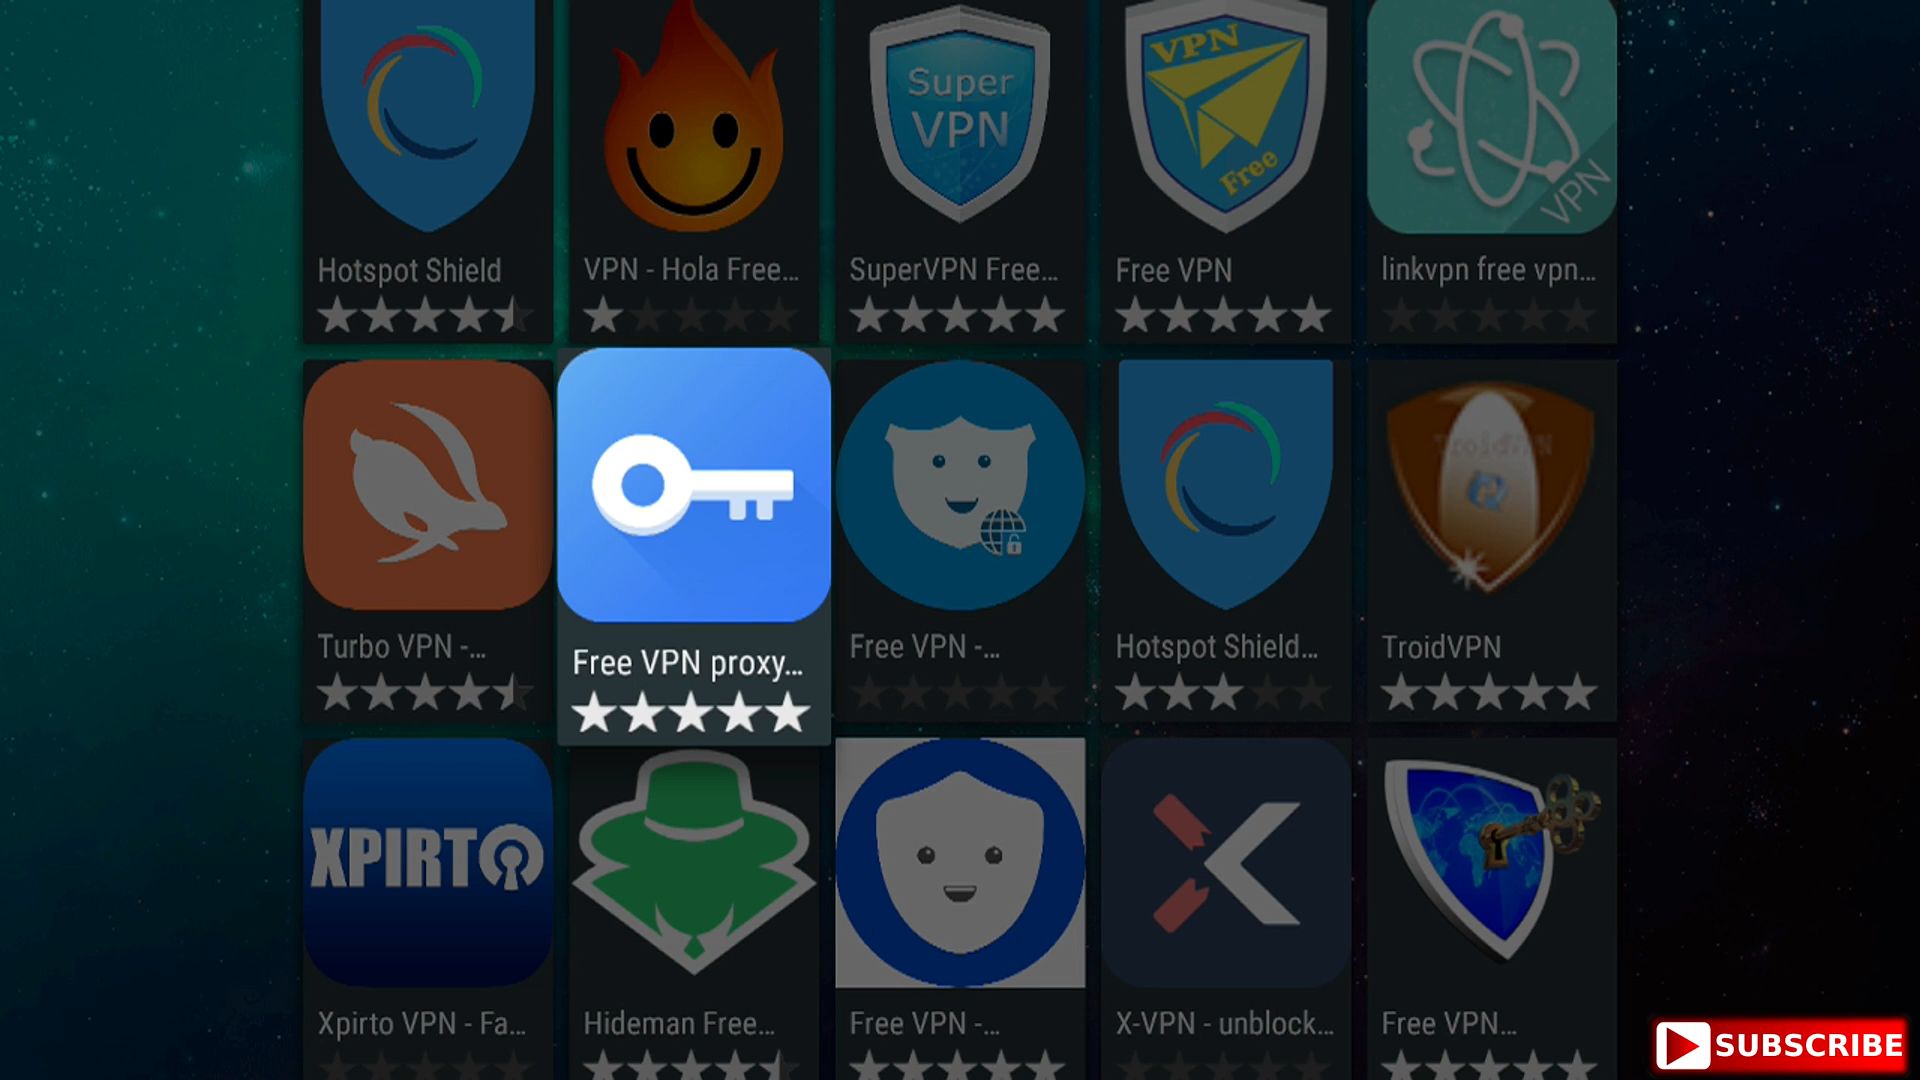 Super
VPN
VPN
Free
VPN
Hotspot Shield
VPN - Hola Free...
SuperVPN Free...
Free VPN
linkvpn free vpn...
TroidVPN
Turbo VPN -...
Free VPN proxy...
Free VPN -...
Hotspot Shield...
TroidVPN
XPIRTO
Xpirto VPN - Fa...
Hideman Free...
Free VPN -...
X-VPN - unblock...
Free VPN...
SUBSCRIBE